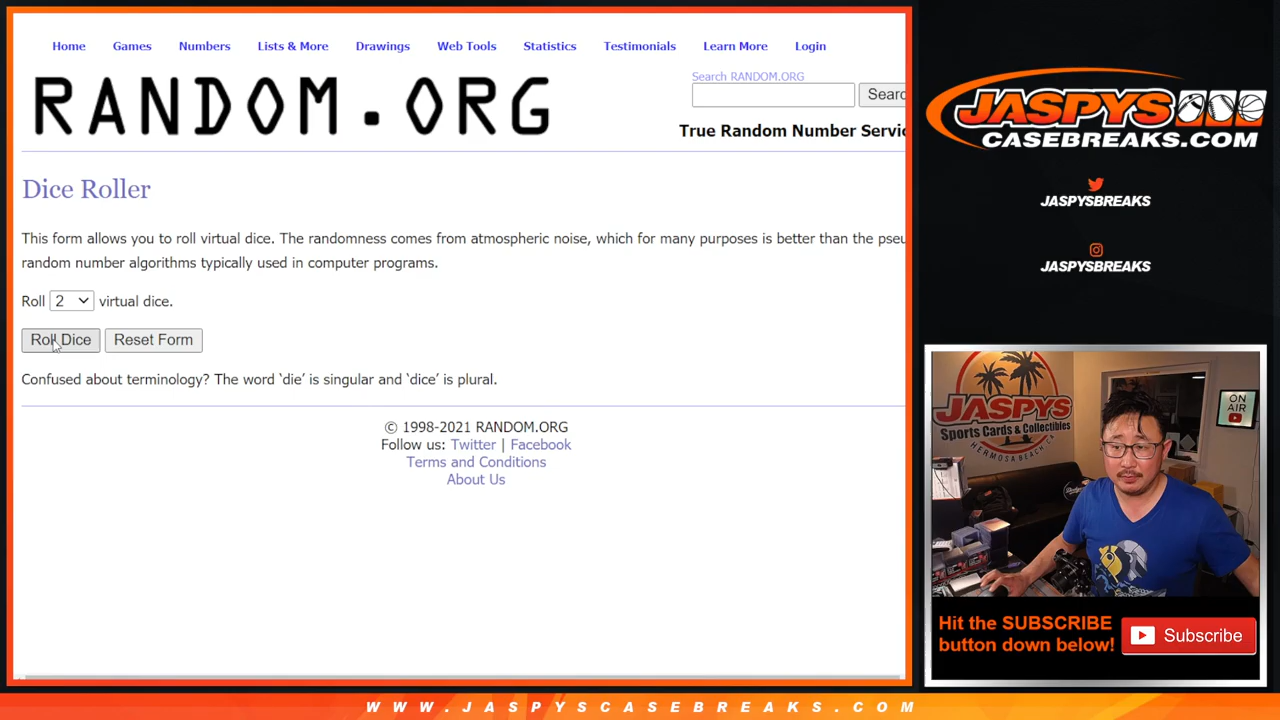 Home Games Numbers Lists & More Drawings Web Tools Statistics Testimonials Learn More Login
Search RANDOM.ORG
Searc
RANDOM.ORG
True Random Number Servic
Dice Roller
This form allows you to roll virtual dice. The randomness comes from atmospheric noise, which for many purposes is better than the pseu
random number algorithms typically used in computer programs.
Roll 2 virtual dice.
Roll Dice Reset Form
Confused about terminology? The word ‘die’ is singular and ‘dice’ is plural.
© 1998-2021 RANDOM.ORG
Follow us: Twitter | Facebook
Terms and Conditions
About Us
JASPYS
CASEBREAKS.COM
JASPYSBREAKS
JASPYSBREAKS
JASPYS
Sports Cards & Collectibles
HERMOSA BEACH, CA
ON
AIR
Dodgers
Hit the SUBSCRIBE
button down below!
Subscribe
WWW.JASPYSCASEBREAKS.COM